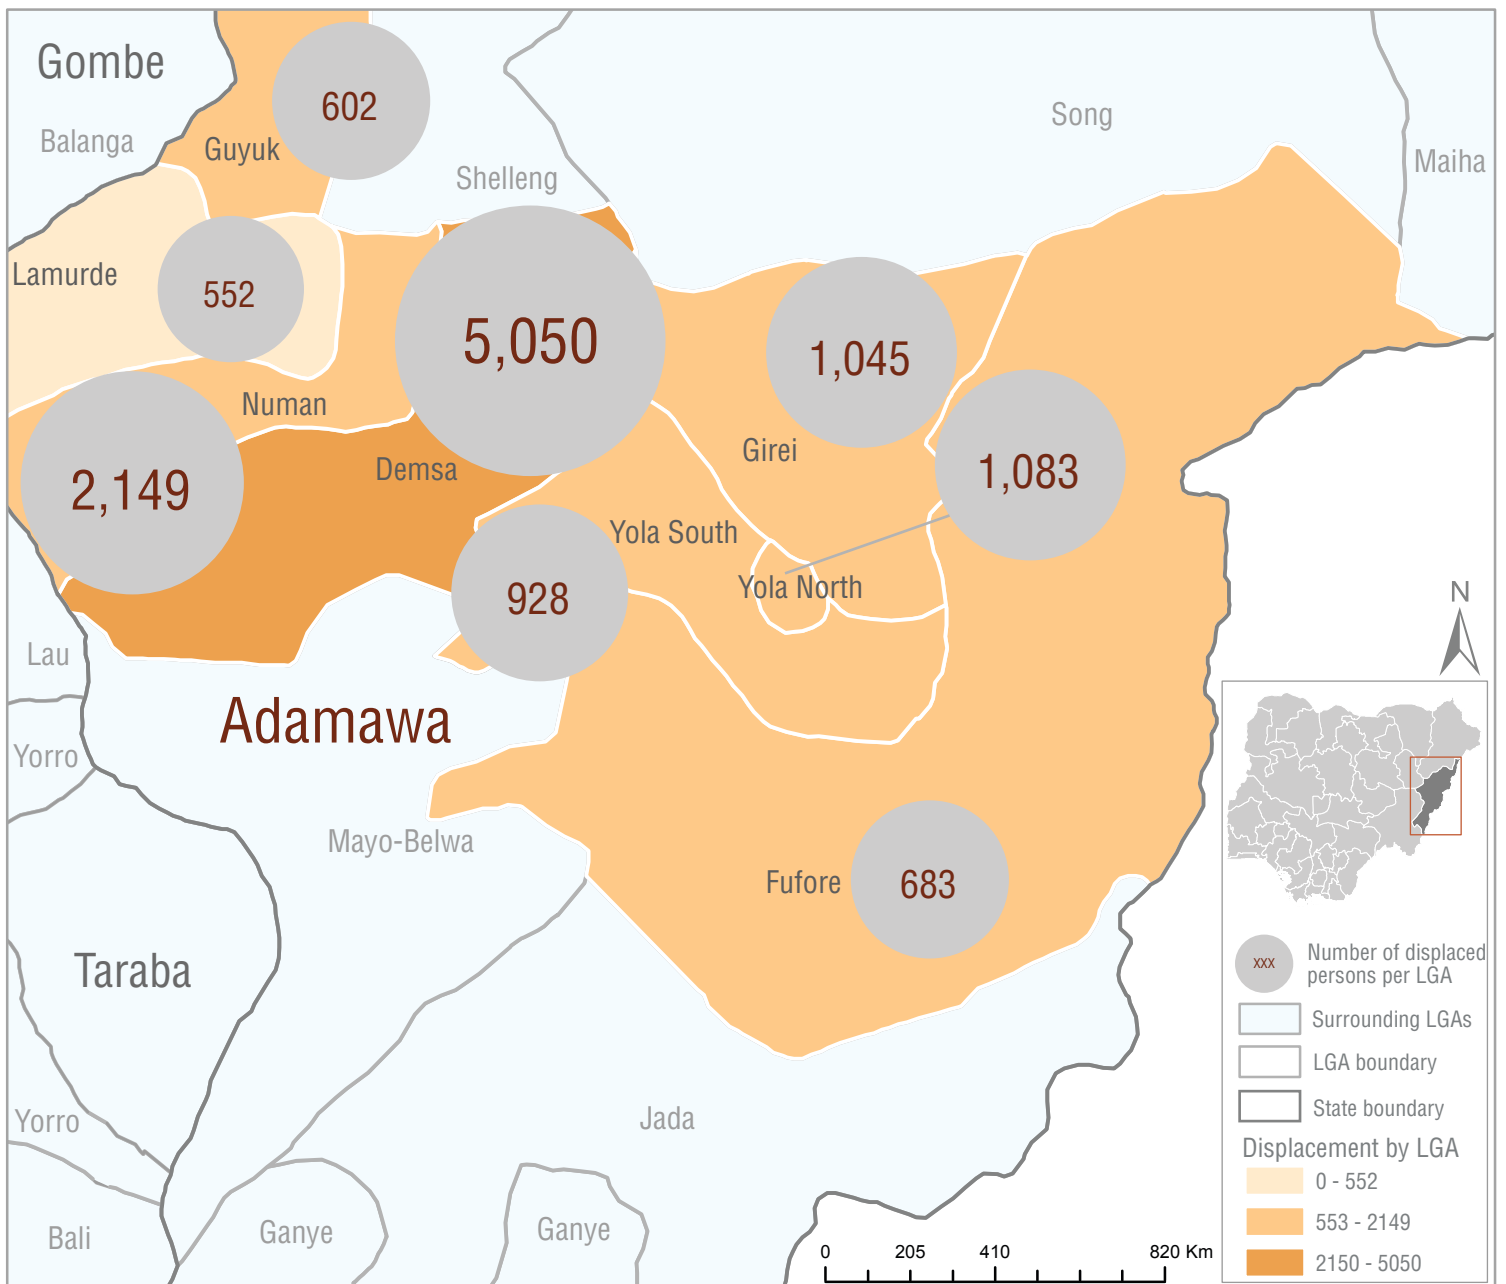 Gombe
602
Song
Balanga
Guyuk
Maiha
Shelleng
Lamurde
552
5,050
1,045
Numan
Girei
Demsa
1,083
2,149
Yola South
Yola North
928
N
Lau
Adamawa
Yorro
Mayo-Belwa
Fufore
683
Taraba
Jada
Yorro
Ganye
Ganye
Bali
0 205 410 820 Km
xxx
Number of displaced
persons per LGA
Surrounding LGAs
LGA boundary
State boundary
Displacement by LGA
0 - 552
553 - 2149
2150 - 5050